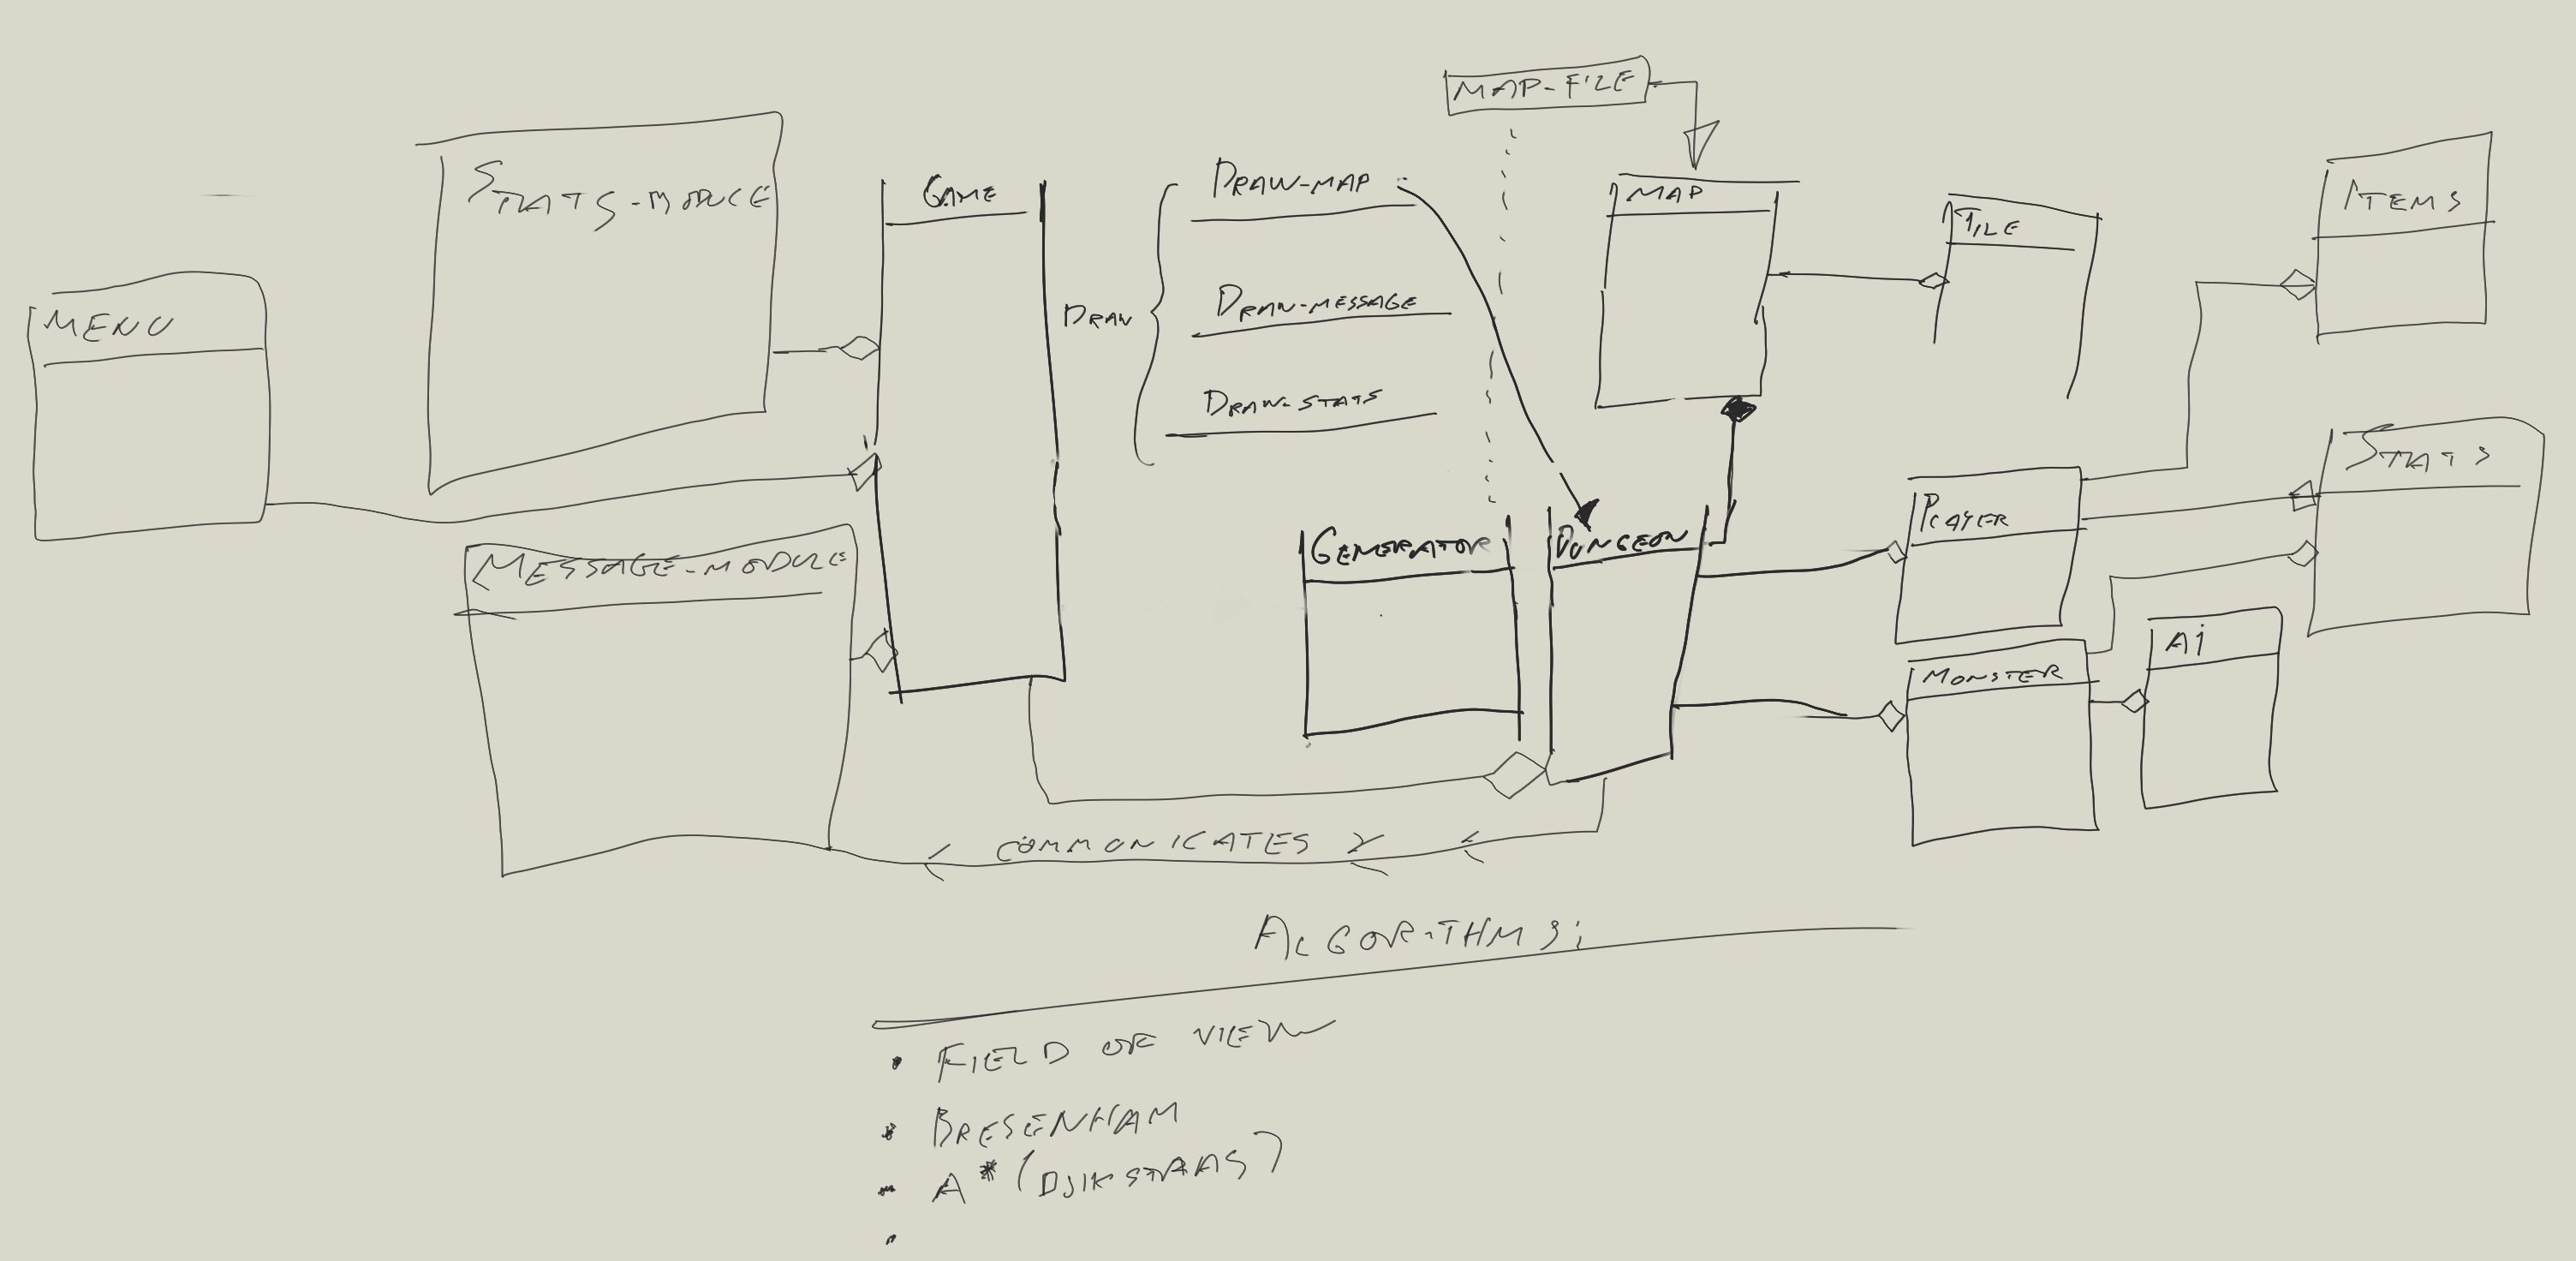 MAP-FILE
STATS-MODULE
GAME
DRAW-MAP
MAP
TILE
ITEMS
MENU
DRAW
DRAW-MESSAGE
DRAW-STATS
STATS
MESSAGE-MODULE
GENERATOR
DUNGEON
PLAYER
MONSTER
Ai
COMMUNICATES
ALGORITHMS:
• FIELD OF VIEW
• BRESENHAM
- A* (DJIKSTRAAS)
•